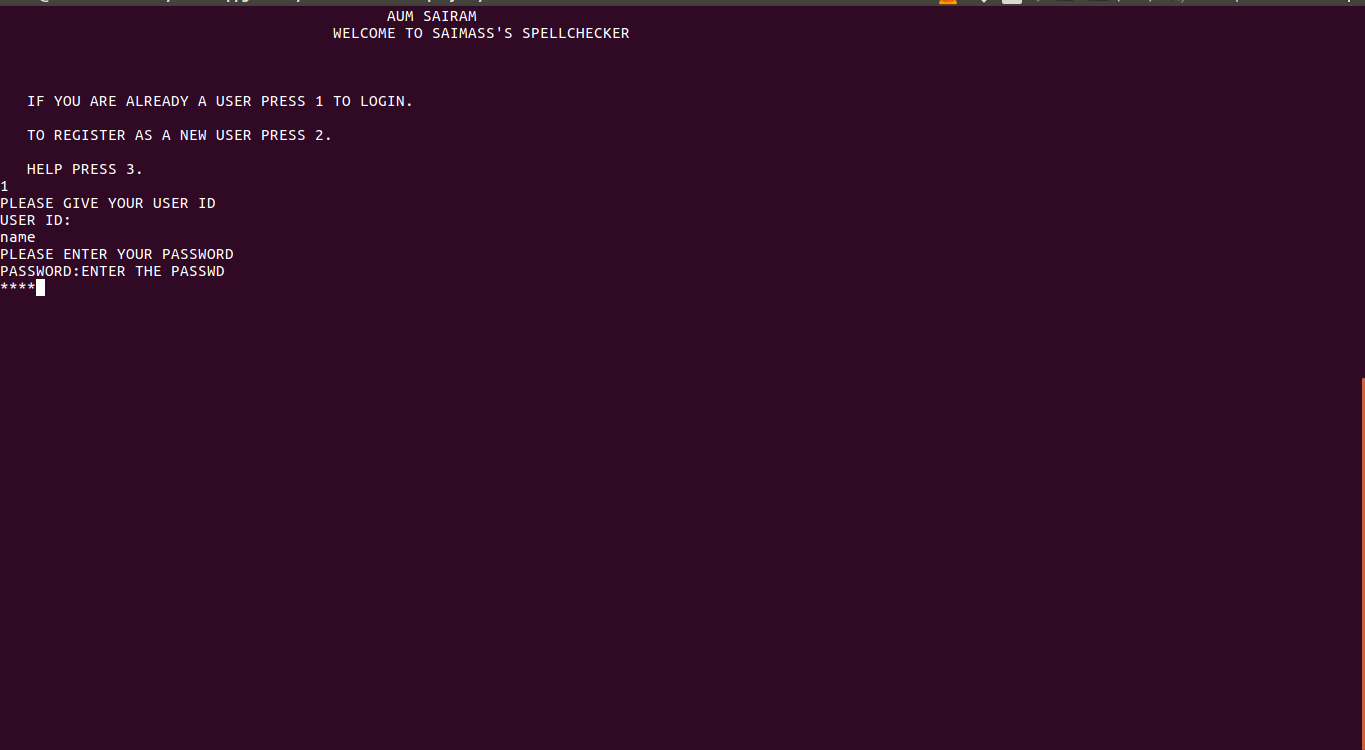 AUM SAIRAM
WELCOME TO SAIMASS'S SPELLCHECKER
IF YOU ARE ALREADY A USER PRESS 1 TO LOGIN.
TO REGISTER AS A NEW USER PRESS 2.
HELP PRESS 3.
1
PLEASE GIVE YOUR USER ID
USER ID:
name
PLEASE ENTER YOUR PASSWORD
PASSWORD:ENTER THE PASSWD
****